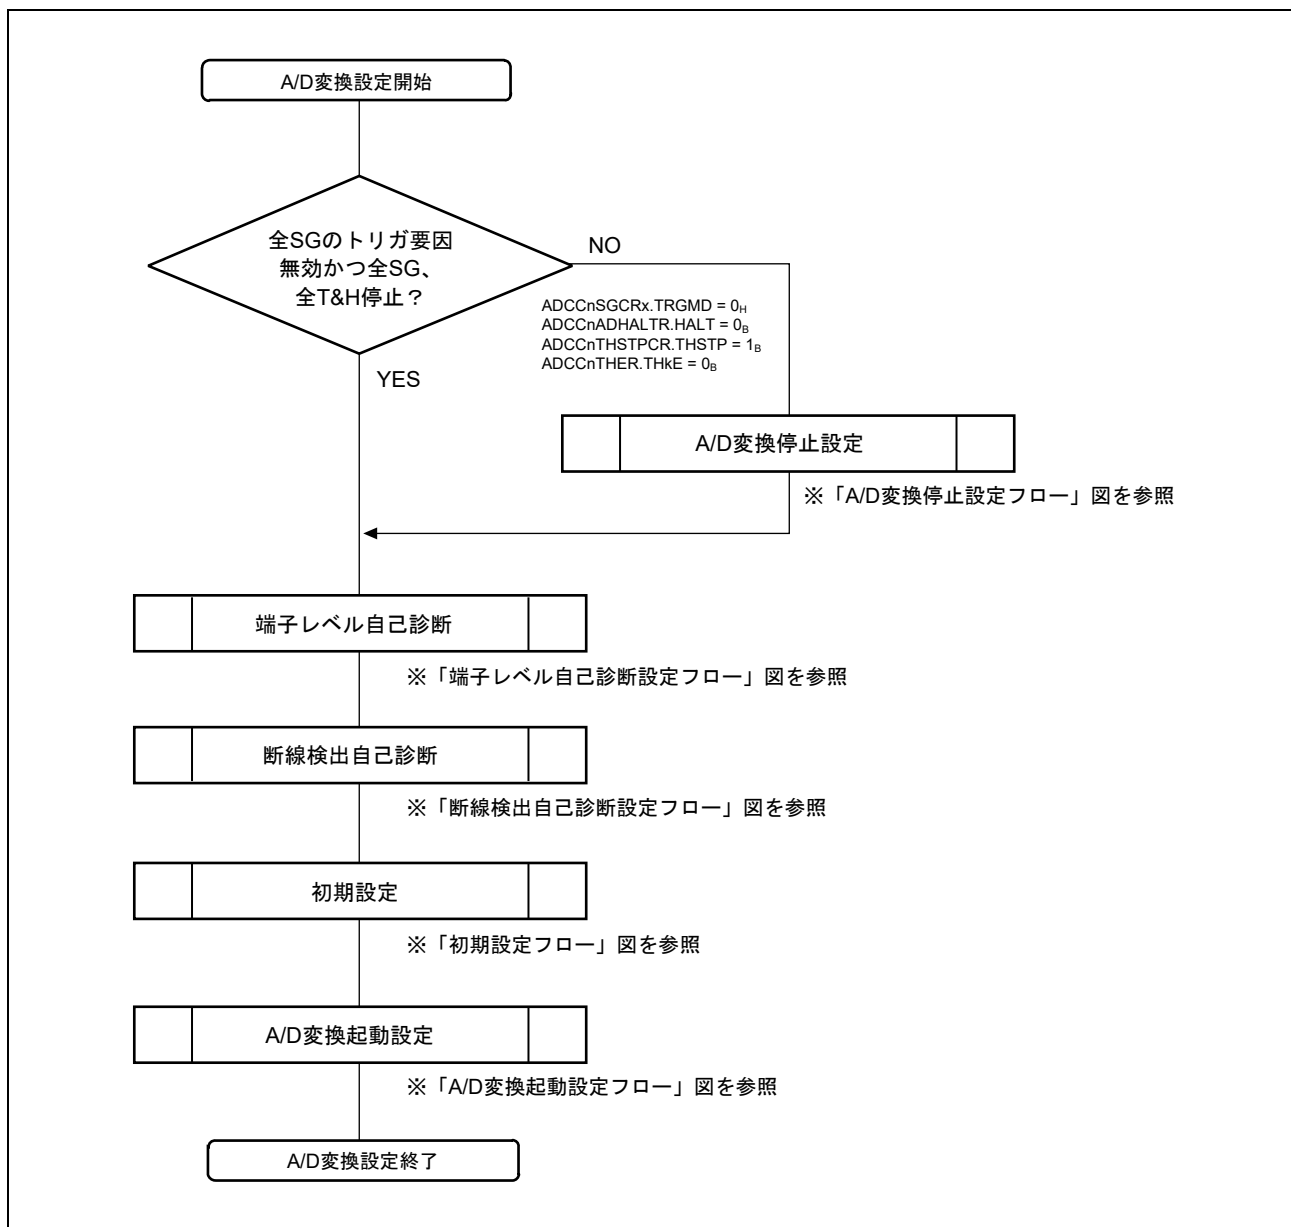 A/D変換設定開始
全SGのトリガ要因
無効かつ全SG、
全T&H停止？
NO
ADCCnSGCRx.TRGMD = 0H
ADCCnADHALTR.HALT = 0B
ADCCnTHSTPCR.THSTP = 1B
ADCCnTHER.THkE = 0B
YES
A/D変換停止設定
※「A/D変換停止設定フロー」図を参照
端子レベル自己診断
※「端子レベル自己診断設定フロー」図を参照
断線検出自己診断
※「断線検出自己診断設定フロー」図を参照
初期設定
※「初期設定フロー」図を参照
A/D変換起動設定
※「A/D変換起動設定フロー」図を参照
A/D変換設定終了